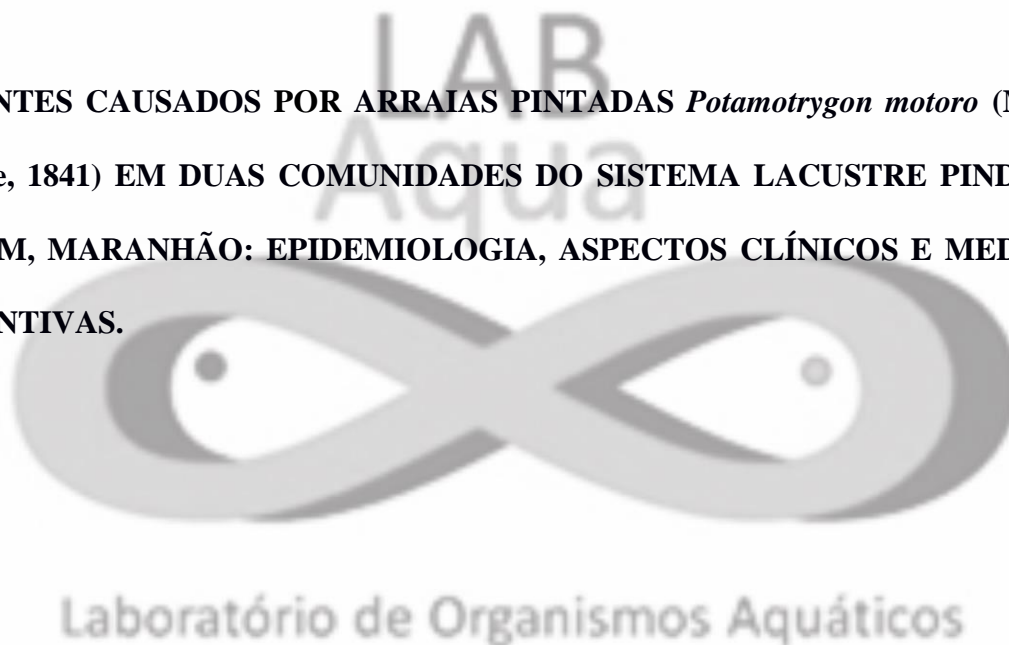 LAB
NTES CAUSADOS POR ARRAIAS PINTADAS Potamotrygon motoro (M
Aqua
e, 1841) EM DUAS COMUNIDADES DO SISTEMA LACUSTRE PIND
M, MARANHÃO: EPIDEMIOLOGIA, ASPECTOS CLÍNICOS E MED
NTIVAS.
Laboratório de Organismos Aquáticos